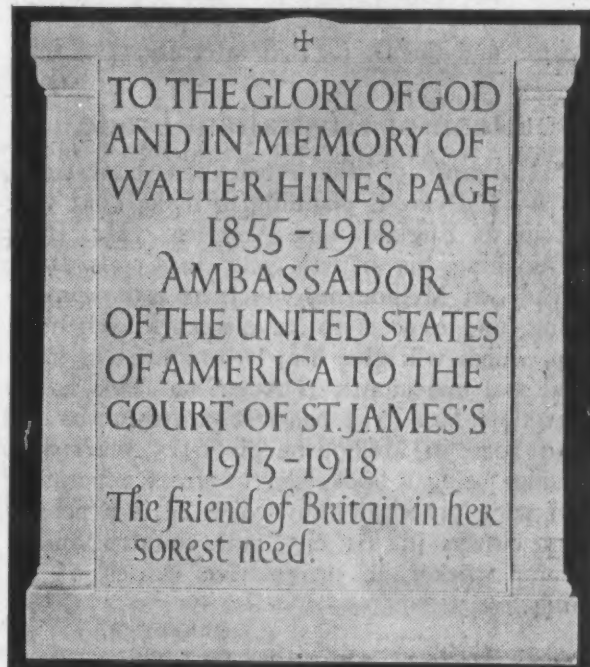 TO THE GLORY OF GOD
AND IN MEMORY OF
WALTER HINES PAGE
1855-1918
AMBASSADOR
OF THE UNITED STATES
OF AMERICA TO THE
COURT OF ST. JAMES'S
1913-1918
The friend of Britain in her
sorest need.